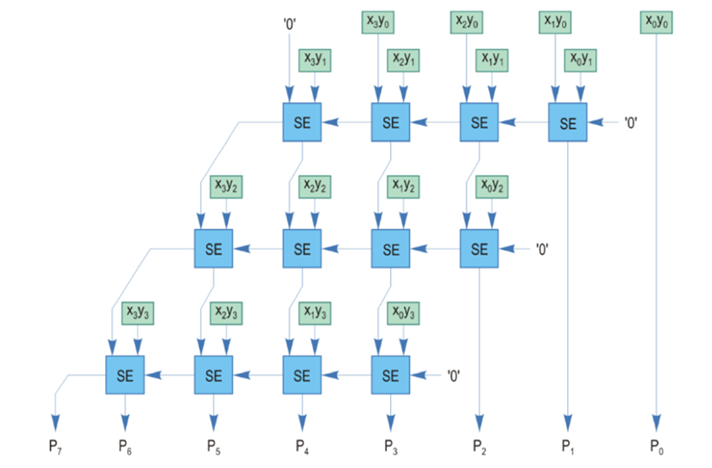 '0' x₃y₀ x₂y₀ x₁y₀ x₀y₀
x₃y₁ x₂y₁ x₁y₁ x₀y₁
SE SE SE SE '0'
x₃y₂ x₂y₂ x₁y₂ x₀y₂
SE SE SE SE '0'
x₃y₃ x₂y₃ x₁y₃ x₀y₃
SE SE SE SE '0'
P₇ P₆ P₅ P₄ P₃ P₂ P₁ P₀